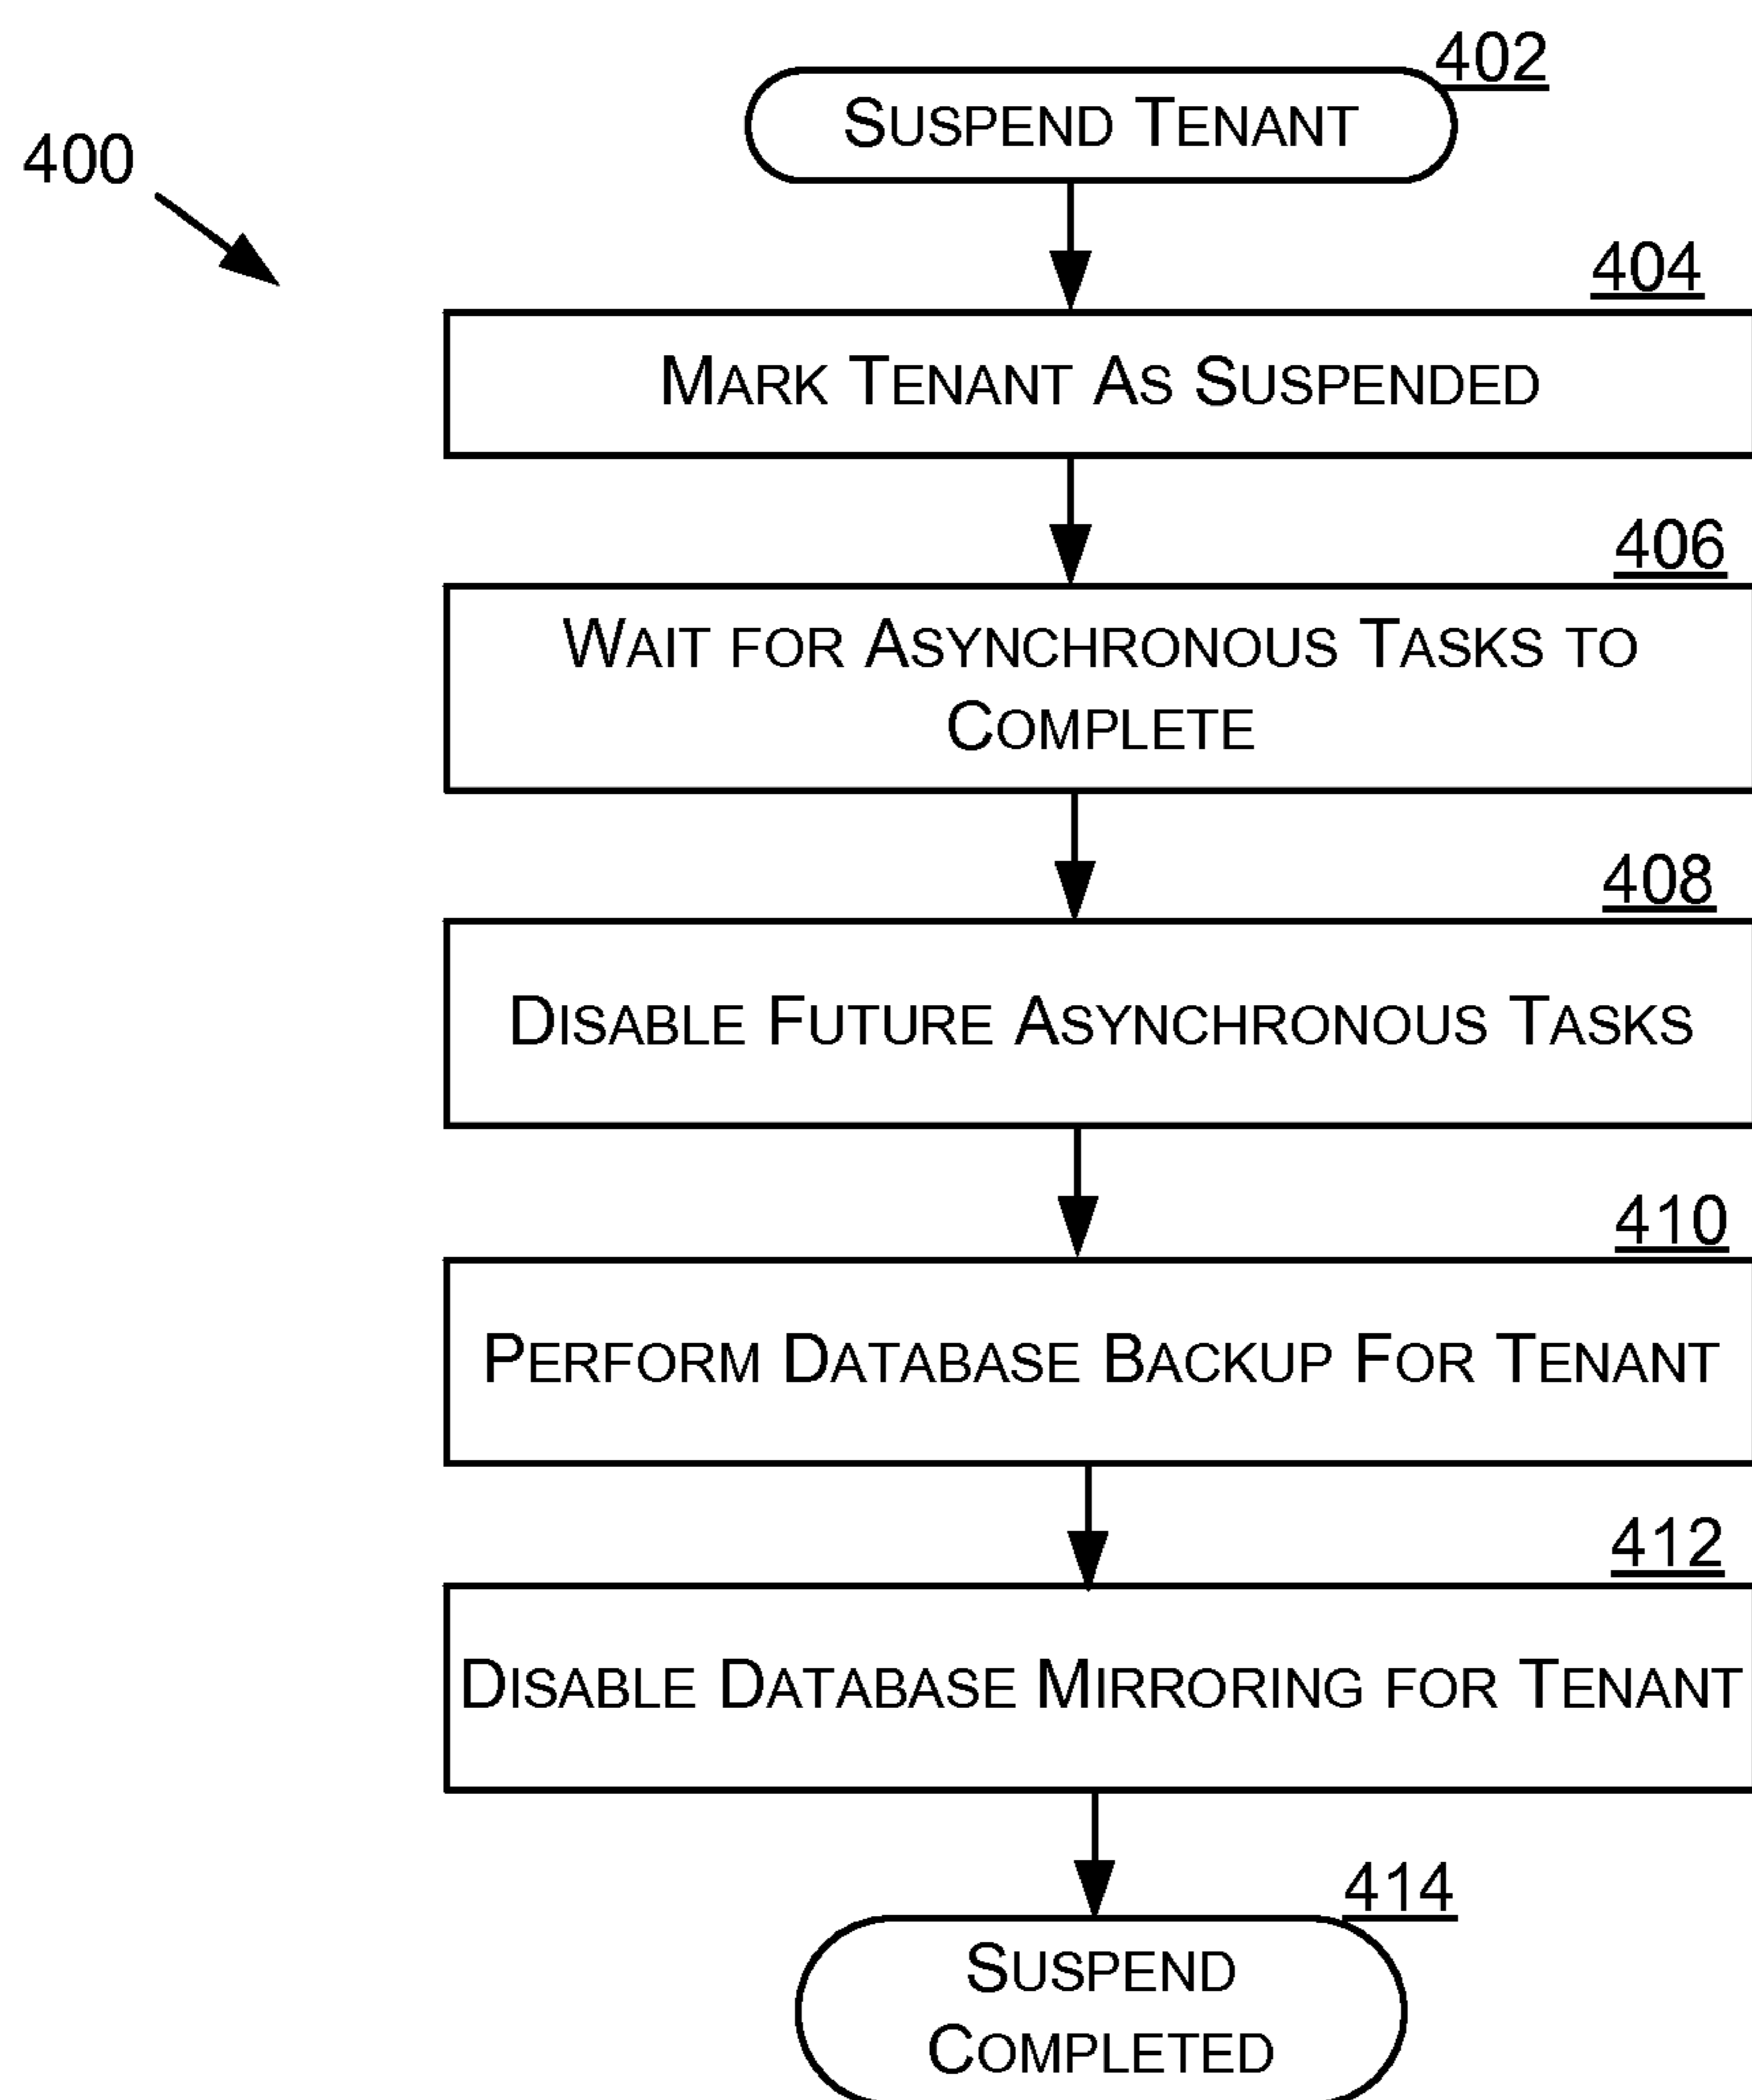 402
SUSPEND TENANT
400
404
MARK TENANT AS SUSPENDED
406
WAIT FOR ASYNCHRONOUS TASKS TO
COMPLETE
408
DISABLE FUTURE ASYNCHRONOUS TASKS
410
PERFORM DATABASE BACKUP FOR TENANT
412
DISABLE DATABASE MIRRORING FOR TENANT
414
SUSPEND
COMPLETED